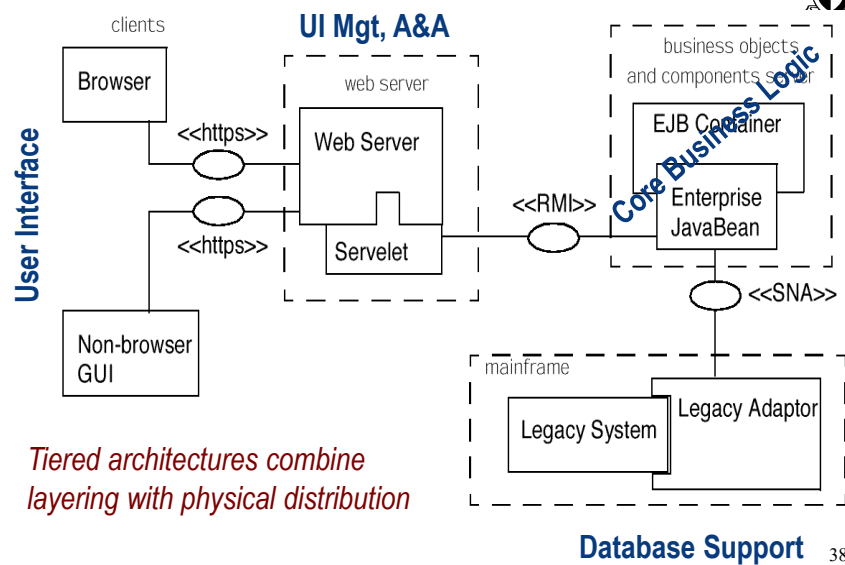 clients
UI Mgt, A&A
Browser
web server
business objects
and components server
Core Business Logic
<<https>>
Web Server
EJB Container
User Interface
<<https>>
Servelet
<<RMI>>
Enterprise
JavaBean
<<SNA>>
Non-browser
GUI
mainframe
Legacy System
Legacy Adaptor
Tiered architectures combine
layering with physical distribution
Database Support
38